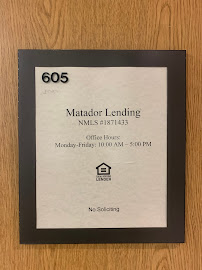 605
Matador Lending
NMLS #1871435
Office Hours:
Monday-Friday: 10:00 AM – 5:00 PM
LENDER
No Soliciting